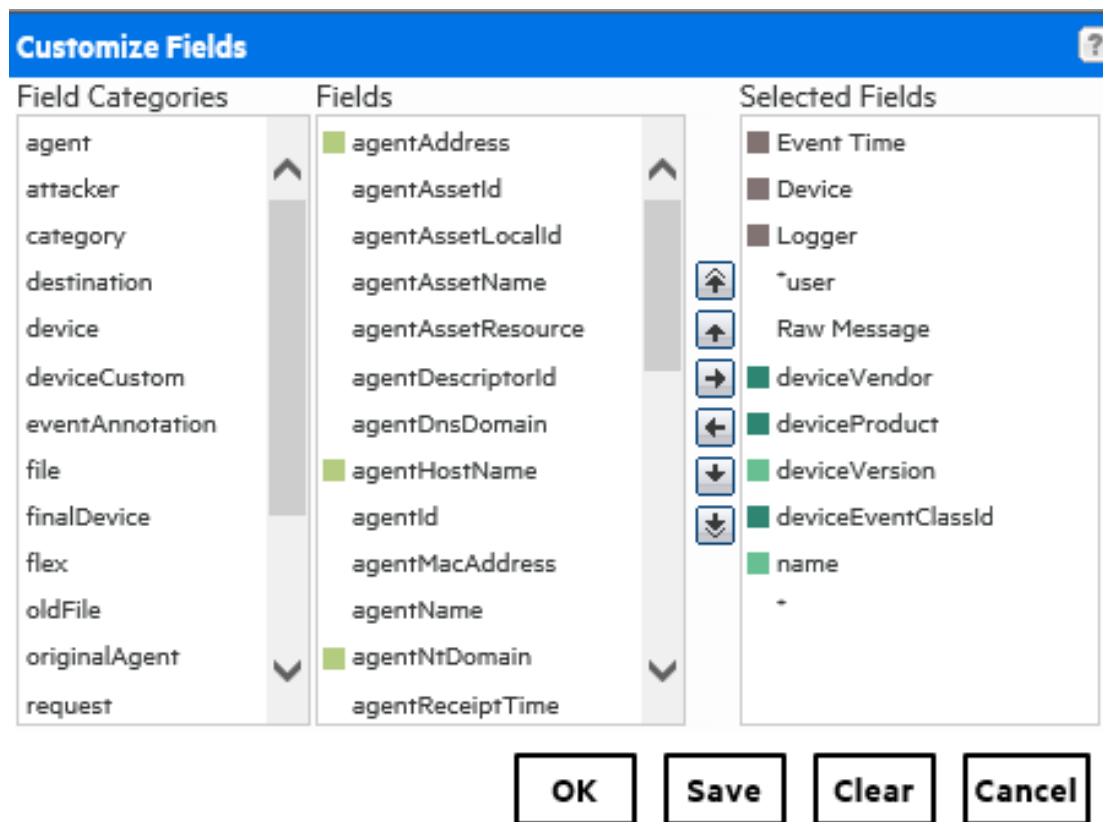 Customize Fields
?
Field Categories
Fields
Selected Fields
agent
attacker
category
destination
device
deviceCustom
eventAnnotation
file
finalDevice
flex
oldFile
originalAgent
request
agentAddress
agentAssetId
agentAssetLocalId
agentAssetName
agentAssetResource
agentDescriptorId
agentDnsDomain
agentHostName
agentId
agentMacAddress
agentName
agentNtDomain
agentReceiptTime
Event Time
Device
Logger
*user
Raw Message
deviceVendor
deviceProduct
deviceVersion
deviceEventClassId
name
*
OK
Save
Clear
Cancel